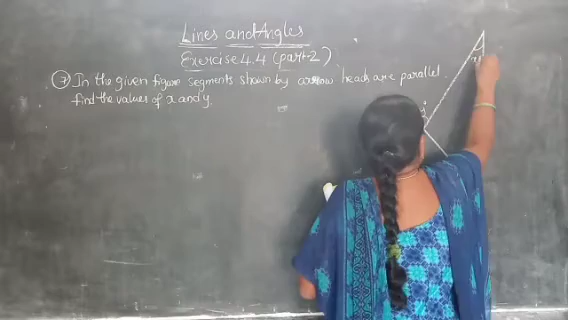 Lines and Angles
Exercise 4.4 (part-2)
⑦ In the given figure segments shown by arrow heads are parallel.
find the values of x and y.